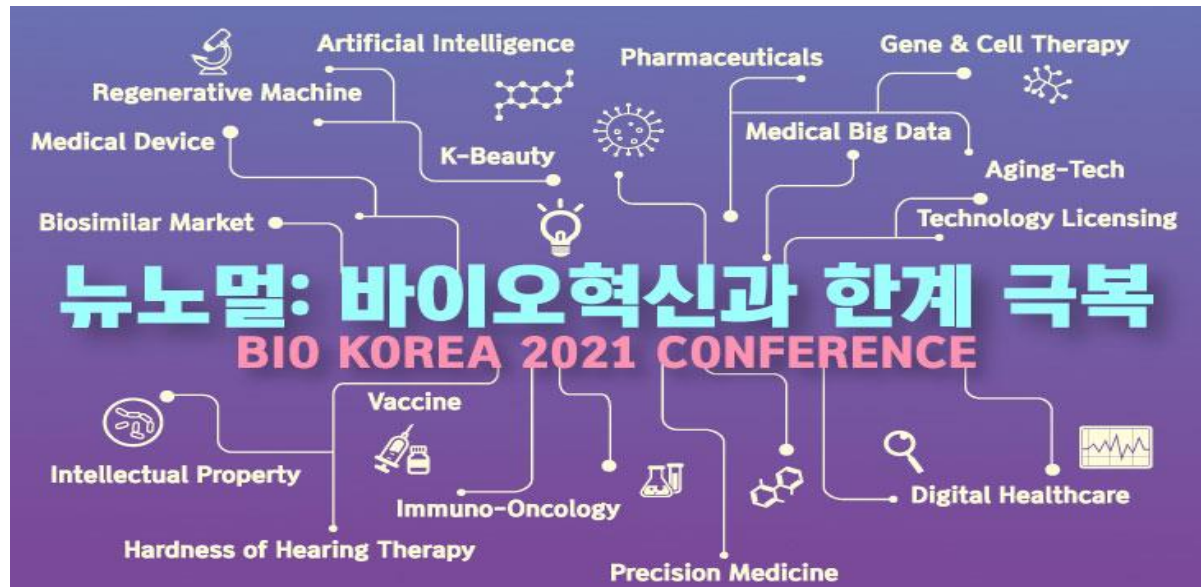 Artificial Intelligence
Pharmaceuticals
Gene & Cell Therapy
Regenerative Machine
Medical Device
K-Beauty
Medical Big Data
Aging-Tech
Biosimilar Market
Technology Licensing
뉴노멀: 바이오혁신과 한계 극복
BIO KOREA 2021 CONFERENCE
Vaccine
Intellectual Property
Immuno-Oncology
Digital Healthcare
Hardness of Hearing Therapy
Precision Medicine